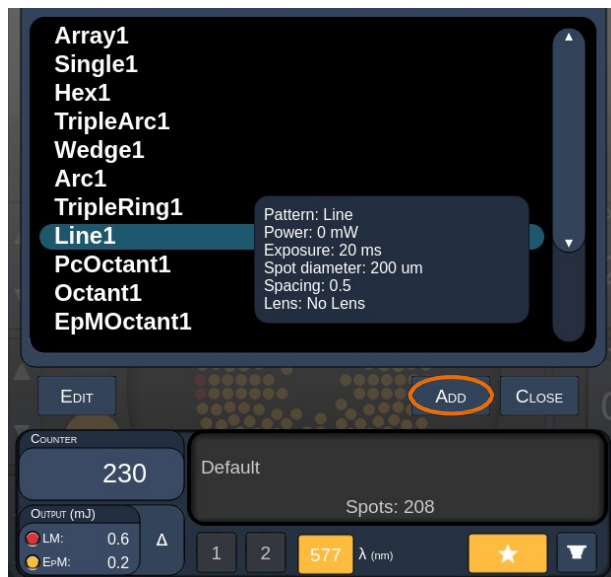 Array1
Single1
Hex1
TripleArc1
Wedge1
Arc1
TripleRing1
Line1
PcOctant1
Octant1
EpMOctant1
Pattern: Line
Power: 0 mW
Exposure: 20 ms
Spot diameter: 200 um
Spacing: 0.5
Lens: No Lens
EDIT
ADD
CLOSE
COUNTER
230
Default
Spots: 208
OUTPUT (mJ)
LM: 0.6
EPM: 0.2
Δ
1 2 577 λ (nm)